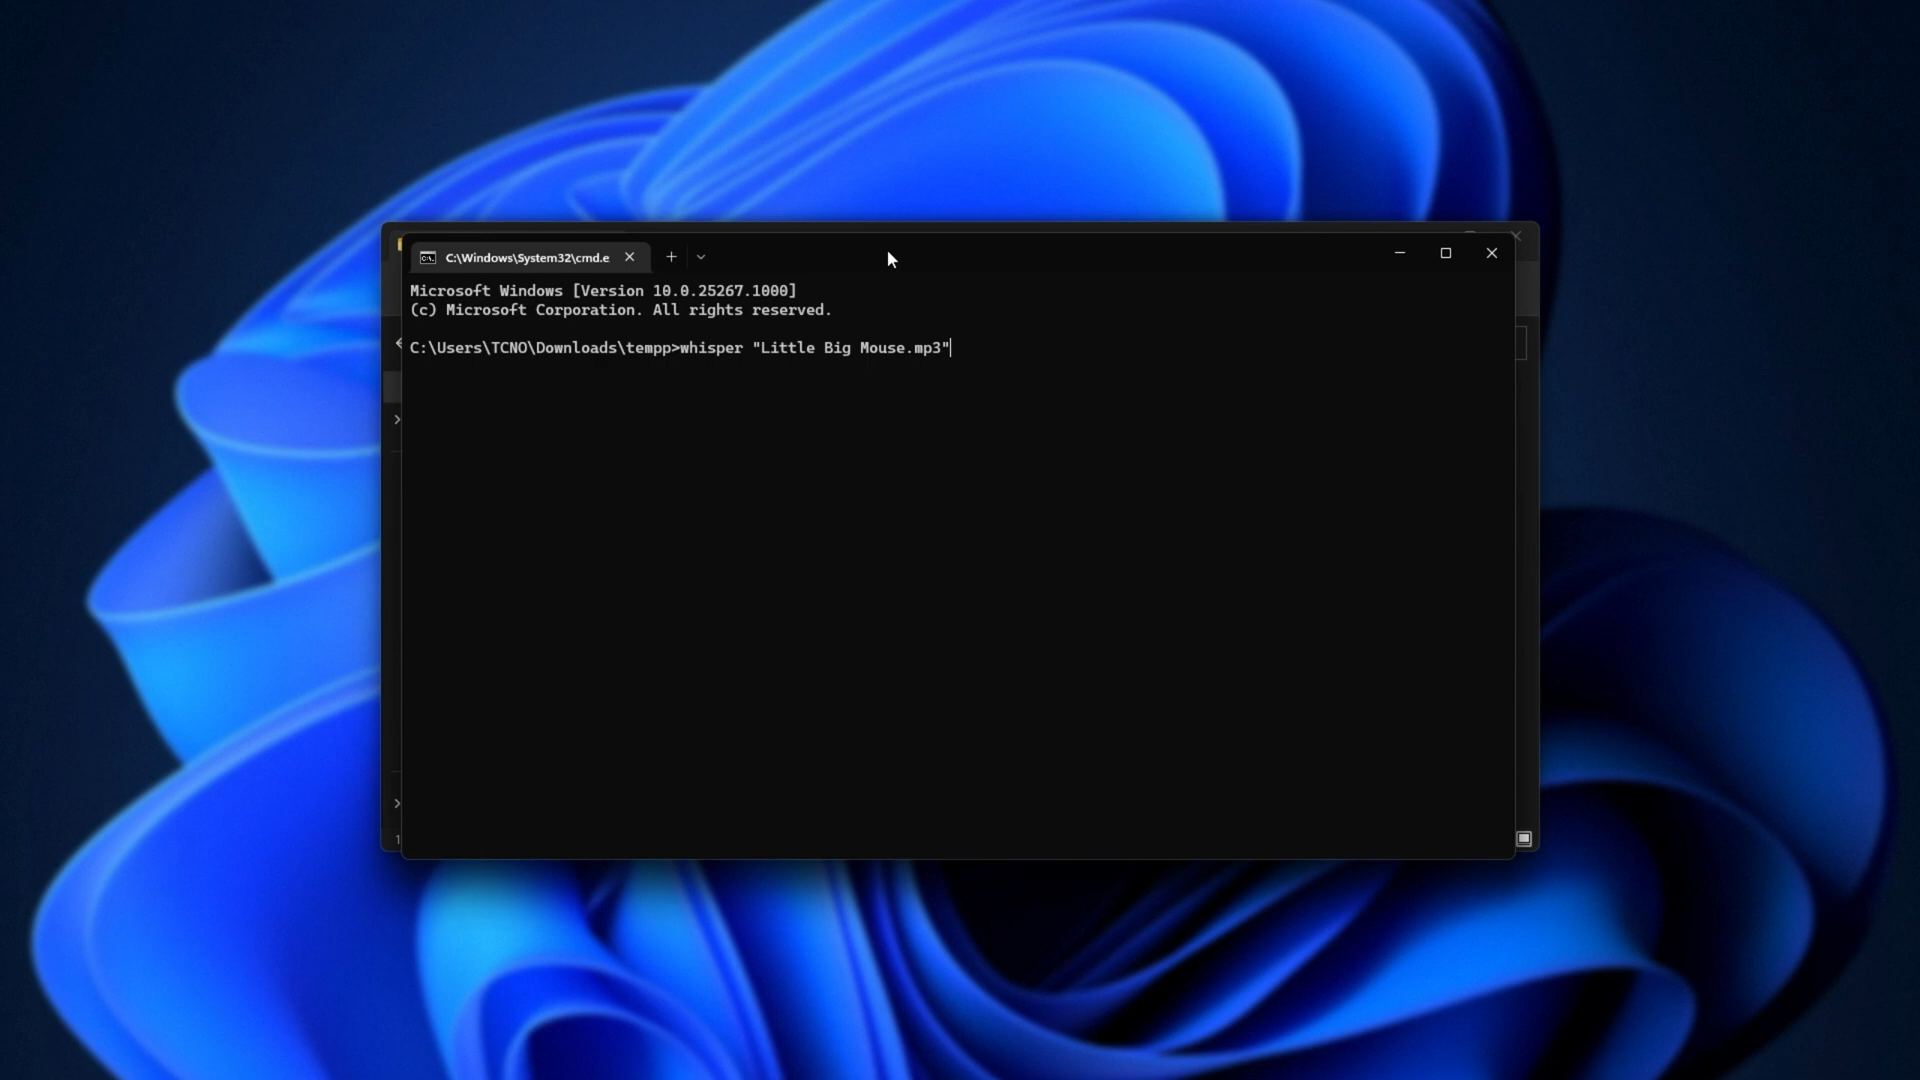 C:\Windows\System32\cmd.e
Microsoft Windows [Version 10.0.25267.1000]
(c) Microsoft Corporation. All rights reserved.
C:\Users\TCNO\Downloads\tempp>whisper "Little Big Mouse.mp3"
1